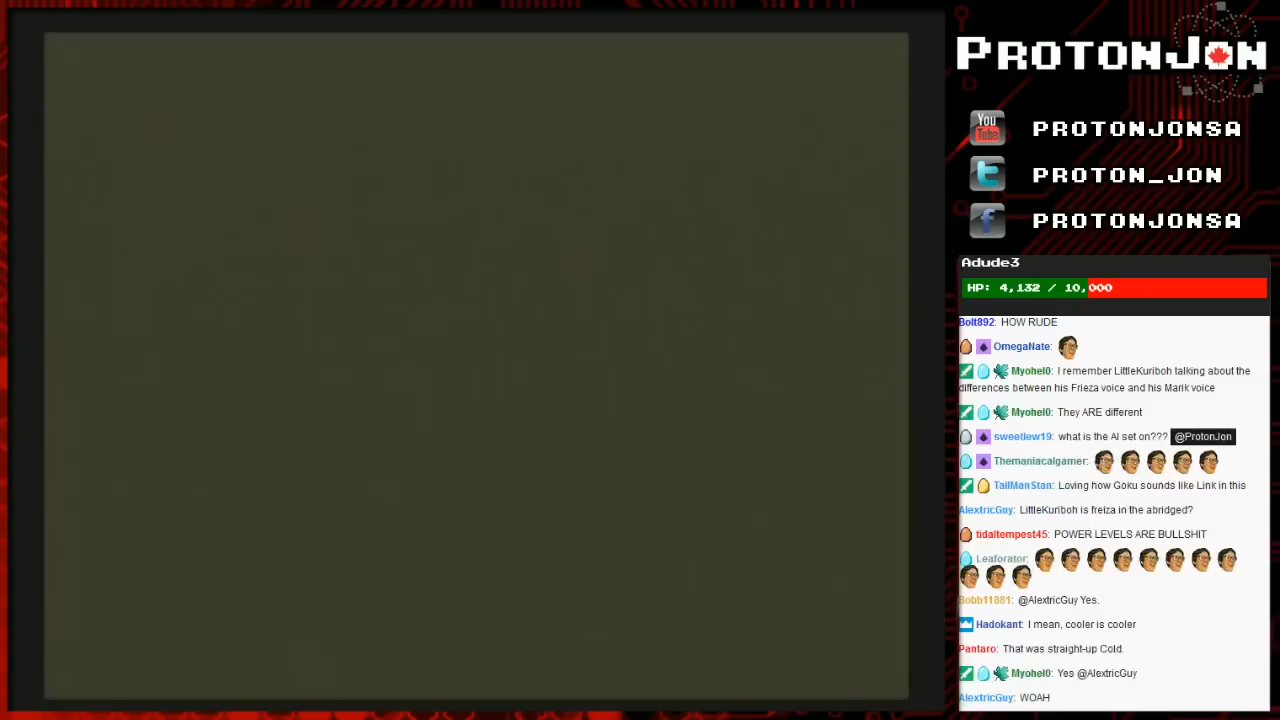 PROTONJON
You Tube PROTONJONSA
PROTON_JON
PROTONJONSA
Adude3
HP: 4,132 / 10,000
Bolt892: HOW RUDE
OmegaNate:
Myohel0: I remember LittleKuriboh talking about the
differences between his Frieza voice and his Marik voice
Myohel0: They ARE different
sweetlew19: what is the AI set on??? @ProtonJon
Themaniacalgamer:
TallManStan: Loving how Goku sounds like Link in this
AlextricGuy: LittleKuriboh is freiza in the abridged?
tidaltempest45: POWER LEVELS ARE BULLSHIT
Leaforator:
Bobb11881: @AlextricGuy Yes.
Hadokant: I mean, cooler is cooler
Pantaro: That was straight-up Cold.
Myohel0: Yes @AlextricGuy
AlextricGuy: WOAH